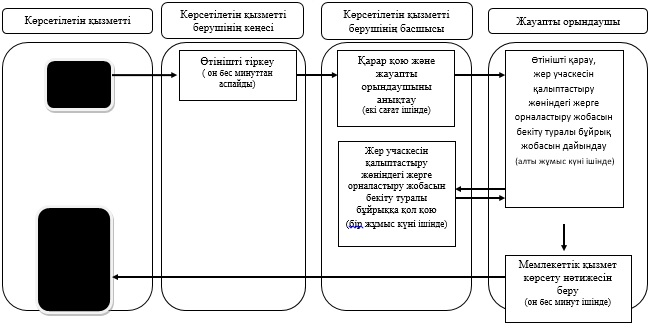 Көрсетілетін қызметті
Көрсетілетін қызметті
берушінің кеңесі
Көрсетілетін қызметті
берушінің басшысы
Жауапты орындаушы
Өтінішті тіркеу
( он бес минуттан
аспайды)
Қарар қою және
жауапты
орындаушыны
анықтау
(екі сағат ішінде)
Өтінішті қарау,
жер учаскесін
қалыптастыру
жөніндегі жерге
орналастыру жобасын
бекіту туралы бұйрық
жобасын дайындау
(алты жұмыс күні ішінде)
Жер учаскесін
қалыптастыру
жөніндегі жерге
орналастыру жобасын
бекіту туралы
бұйрыққа қол қою
(бір жұмыс күні ішінде)
Мемлекеттік қызмет
көрсету нәтижесін
беру
(он бес минут ішінде)